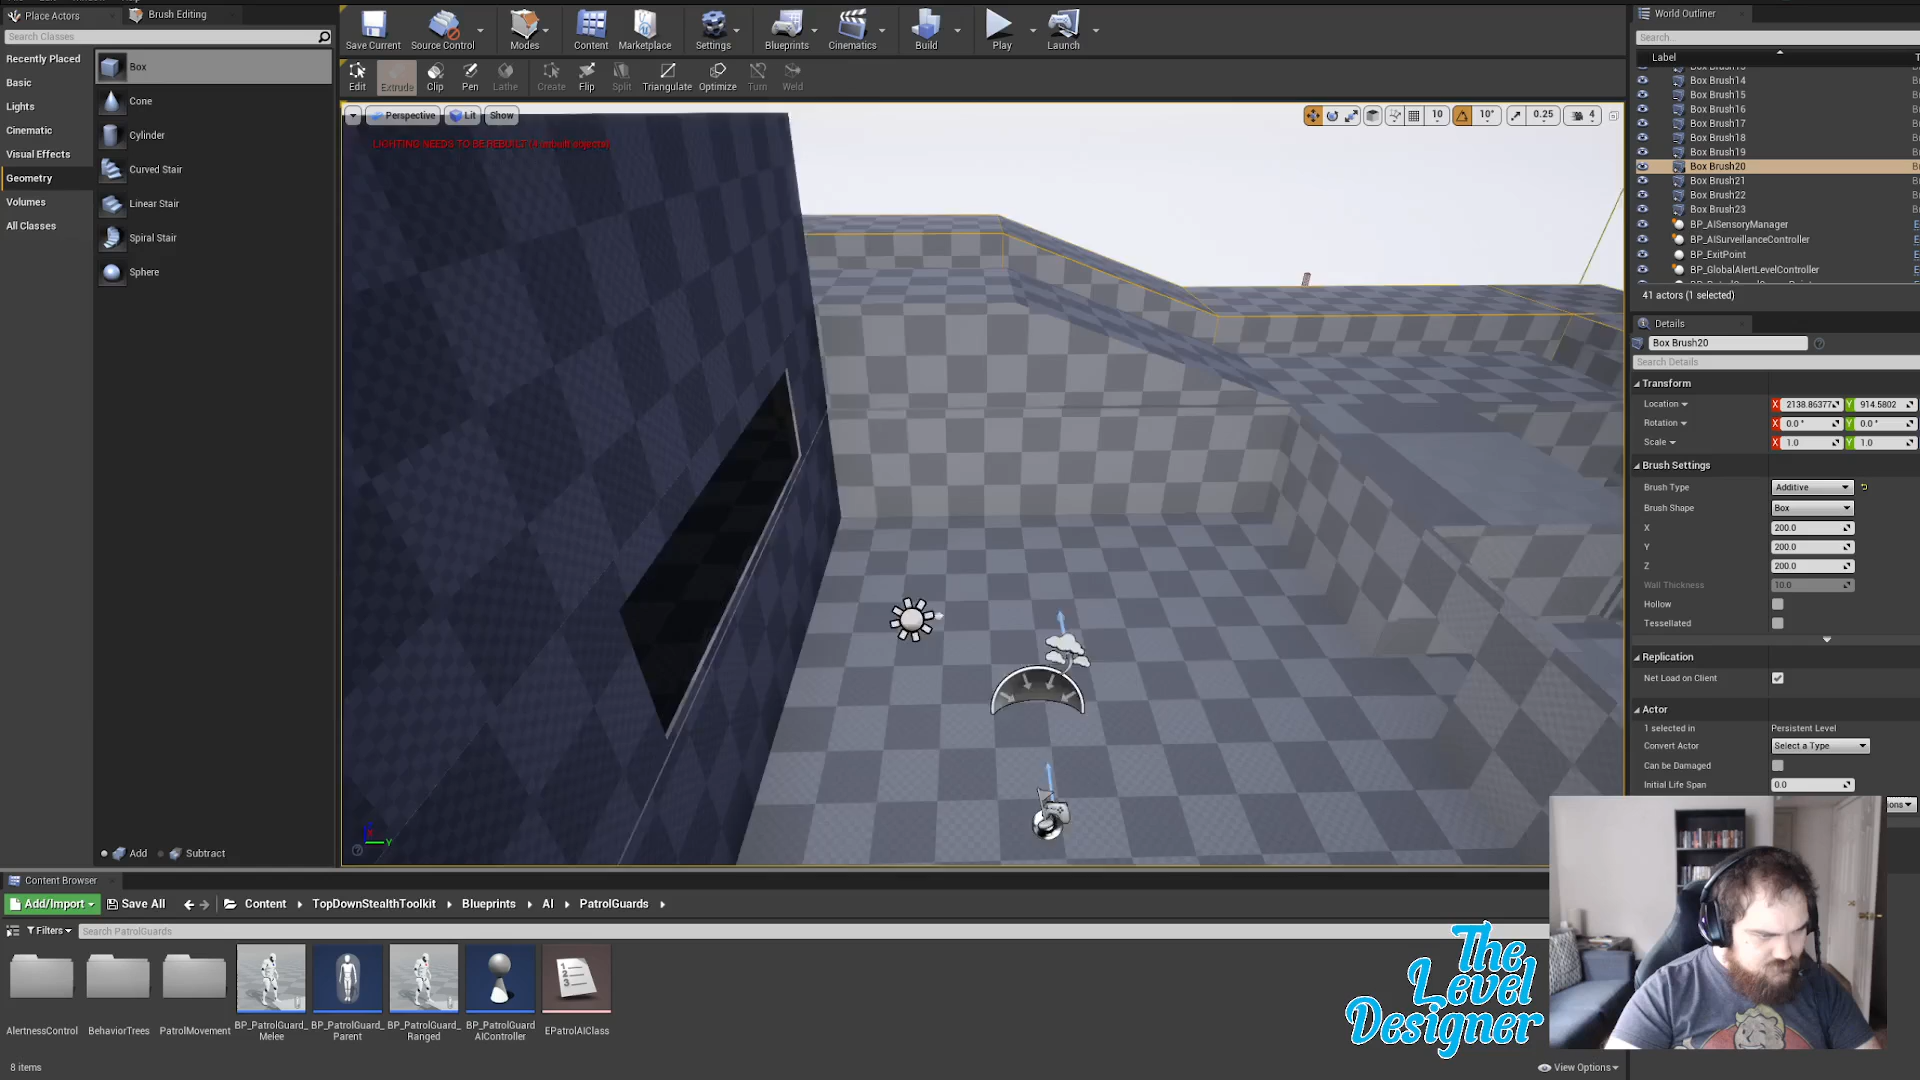 Place Actors
Brush Editing
Search Classes
Recently Placed
Basic
Lights
Cinematic
Visual Effects
Geometry
Volumes
All Classes
Box
Cone
Cylinder
Curved Stair
Linear Stair
Spiral Stair
Sphere
Add
Subtract
Save Current
Source Control
Modes
Content
Marketplace
Settings
Blueprints
Cinematics
Build
Play
Launch
Edit
Extrude
Clip
Pen
Lathe
Create
Flip
Split
Triangulate
Optimize
Turn
Weld
Perspective
Lit
Show
10
10°
0.25
4
LIGHTING NEEDS TO BE REBUILT
World Outliner
Search...
Label
Box Brush14
Box Brush15
Box Brush16
Box Brush17
Box Brush18
Box Brush19
Box Brush20
Box Brush21
Box Brush22
Box Brush23
BP_AISensoryManager
BP_AISurveillanceController
BP_ExitPoint
BP_GlobalAlertLevelController
41 actors (1 selected)
Details
Box Brush20
Search Details
Transform
Location X 2138.86377 Y 914.5802
Rotation X 0.0 ° Y 0.0 °
Scale X 1.0 Y 1.0
Brush Settings
Brush Type Additive
Brush Shape Box
X 200.0
Y 200.0
Z 200.0
Wall Thickness 10.0
Hollow
Tessellated
Replication
Net Load on Client
Actor
1 selected in Persistent Level
Convert Actor Select a Type
Can be Damaged
Initial Life Span 0.0
Content Browser
Add/Import
Save All
Content
TopDownStealthToolkit
Blueprints
AI
PatrolGuards
Filters
Search PatrolGuards
AlertnessControl
BehaviorTrees
PatrolMovement
BP_PatrolGuard_
Melee
BP_PatrolGuard_
Parent
BP_PatrolGuard_
Ranged
BP_PatrolGuard
AIController
EPatrolAIClass
8 items
View Options
The
Level
Designer